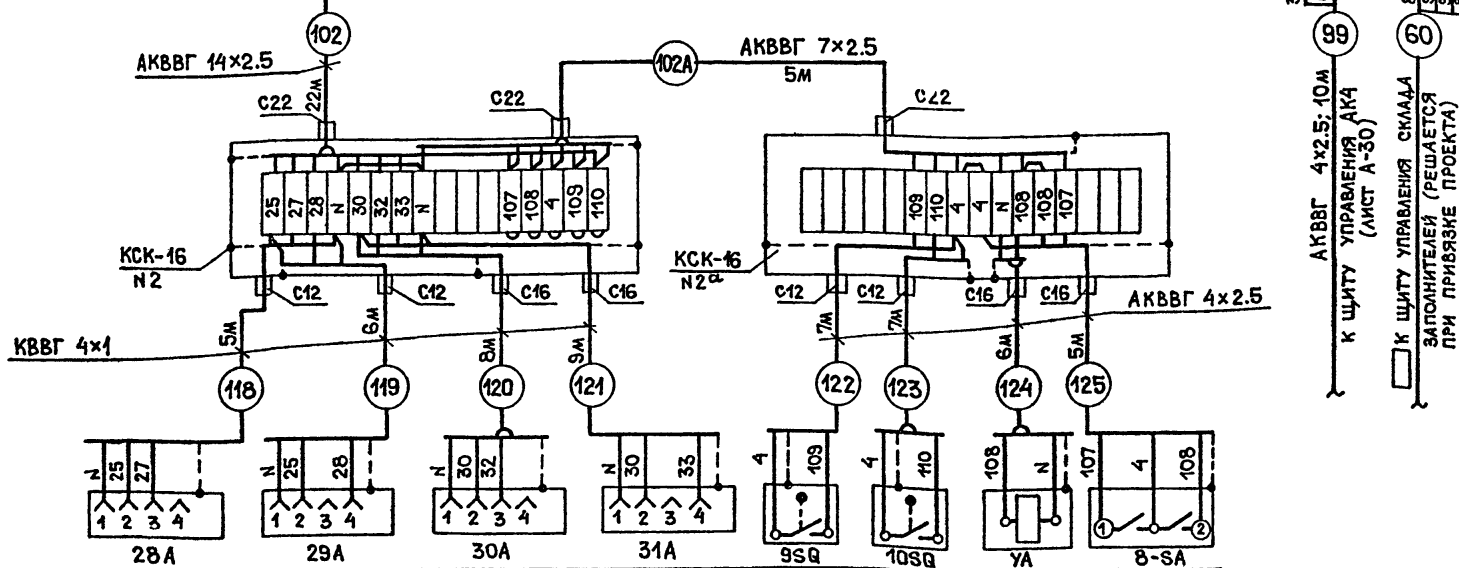 102
АКВВГ 14×2.5
22м
С22
С22
102А
АКВВГ 7×2.5
5м
С22
25 27 28 N 30 32 33 N 107 108 4 109 110
109 110 4 4 N 108 108 107
КСК-16
N2
КСК-16
N2а
С12 С12 С16 С16
С12 С12 С16 С16
АКВВГ 4×2.5
КВВГ 4×1
5м 6м 8м 9м
7м 7м 6м 5м
118 119 120 121 122 123 124 125
N 25 27
N 25 28
N 30 32
N 30 33
4 109
4 110
108 N
107 4 108
1 2 3 4
1 2 3 4
1 2 3 4
1 2 3 4
1 2
28А 29А 30А 31А 9SQ 10SQ YA 8-SA
99
АКВВГ 4×2.5; 10м
К ЩИТУ УПРАВЛЕНИЯ АК4
(ЛИСТ А-30)
60
К ЩИТУ УПРАВЛЕНИЯ СКЛАДА
ЗАПОЛНИТЕЛЕЙ (РЕШАЕТСЯ
ПРИ ПРИВЯЗКЕ ПРОЕКТА)